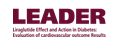 LEADER
Liraglutide Effect and Action in Diabetes:
Evaluation of cardiovascular outcome Results